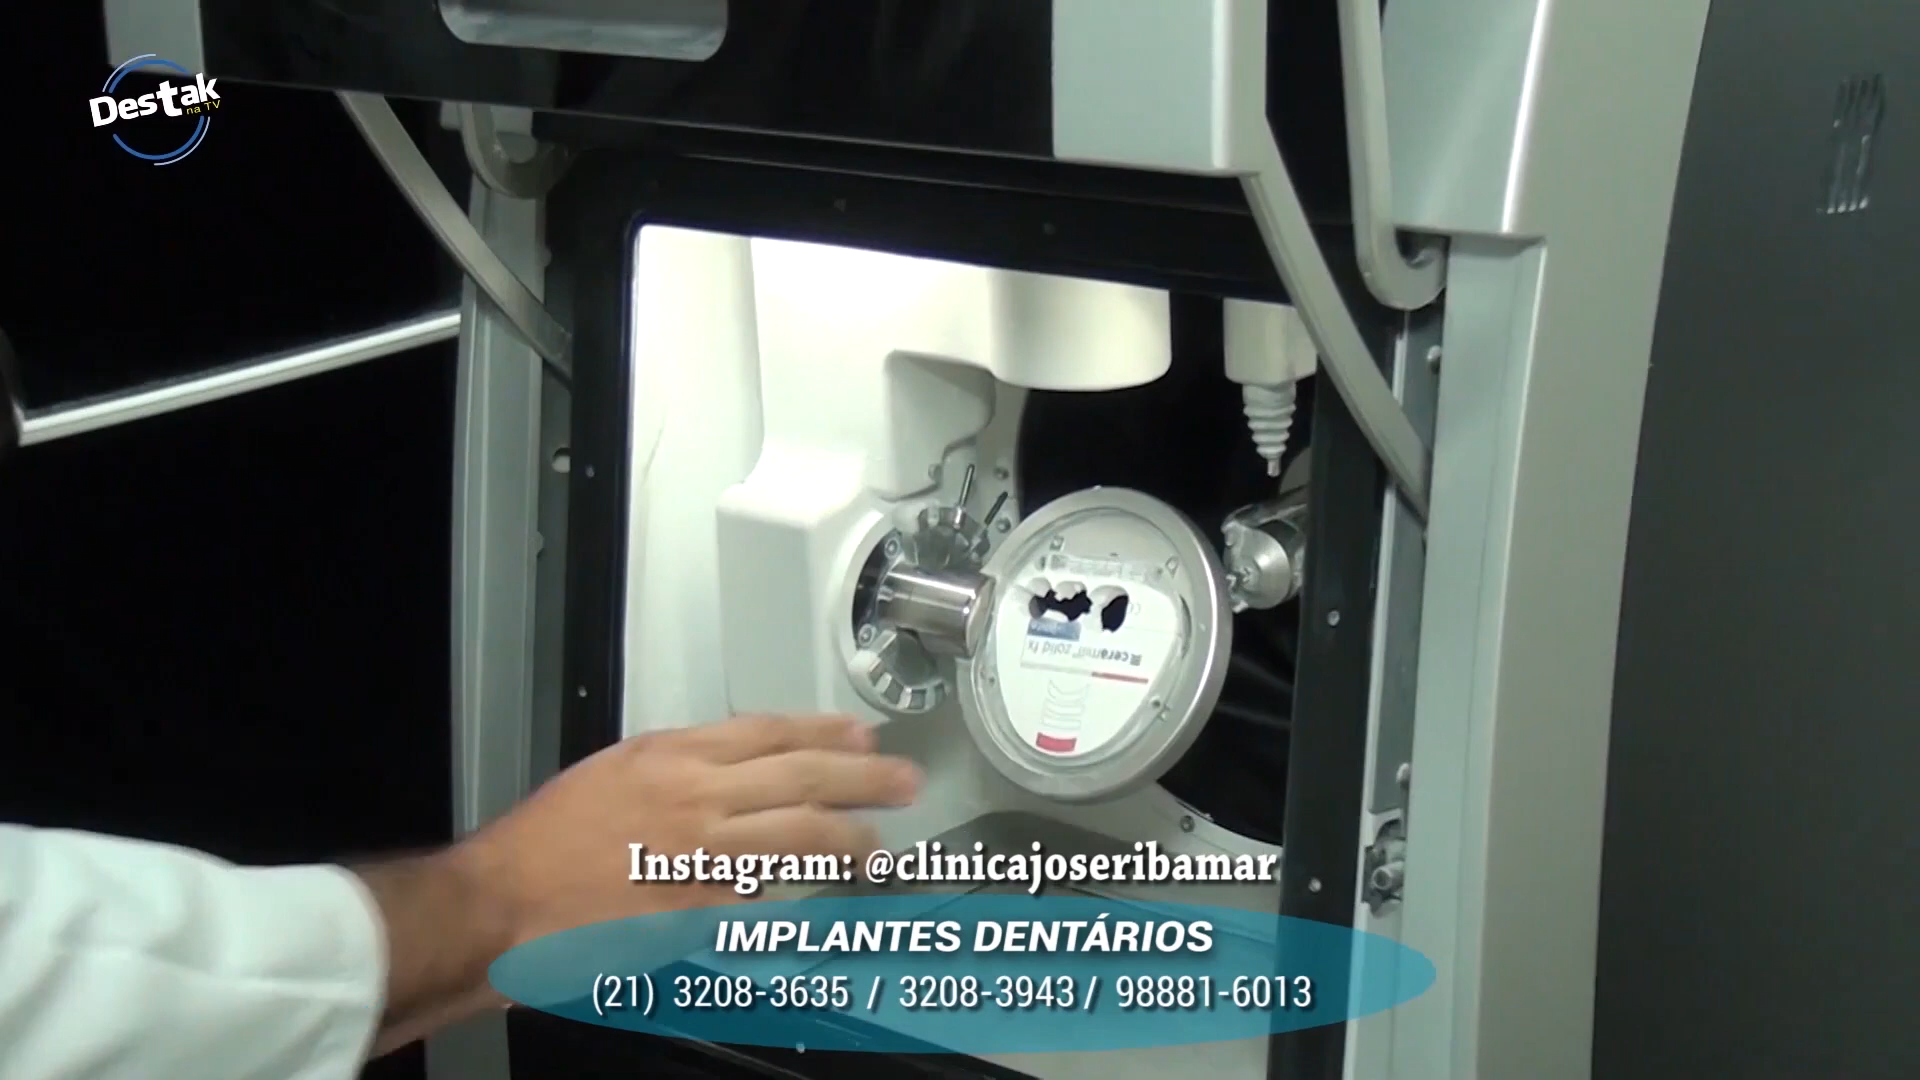 Destak
na TV
ceramill zolid fx
Instagram: @clinicajoseribamar
IMPLANTES DENTÁRIOS
(21) 3208-3635 / 3208-3943 / 98881-6013